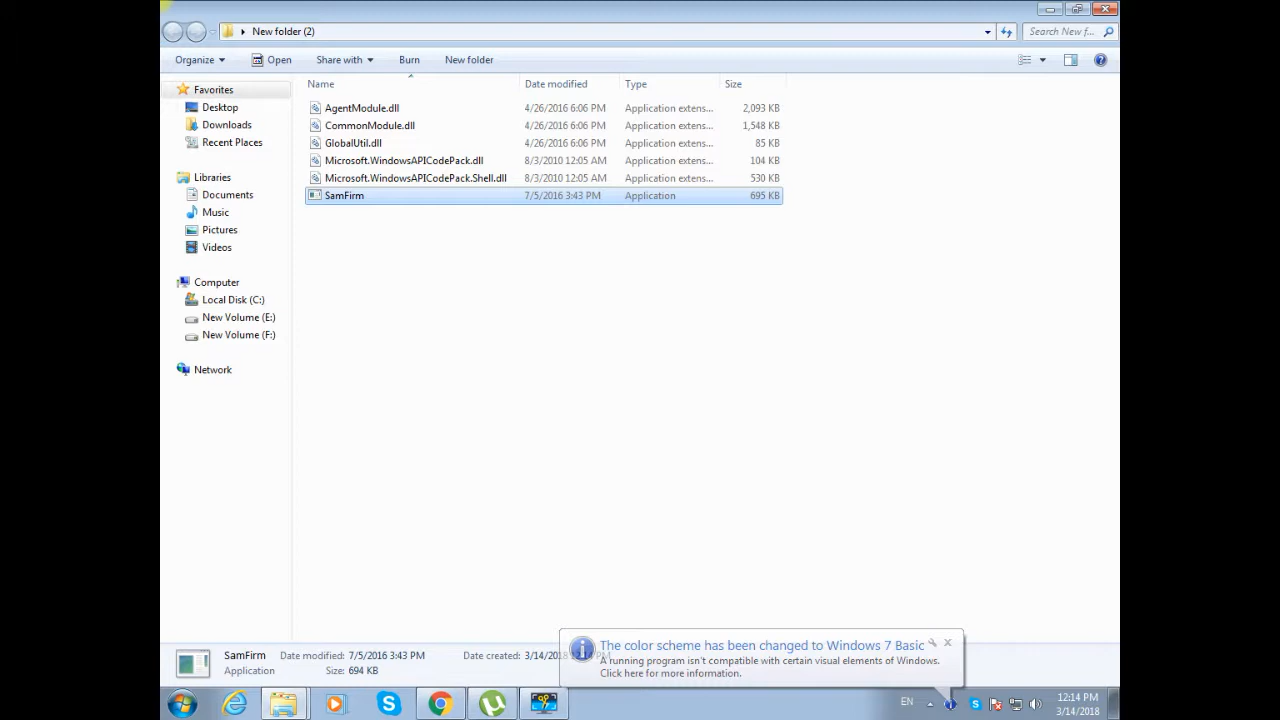 New folder (2)
Search New f...
Organize
Open
Share with
Burn
New folder
Name
Date modified
Type
Size
Favorites
Desktop
Downloads
Recent Places
Libraries
Documents
Music
Pictures
Videos
Computer
Local Disk (C:)
New Volume (E:)
New Volume (F:)
Network
AgentModule.dll 4/26/2016 6:06 PM Application extens... 2,093 KB
CommonModule.dll 4/26/2016 6:06 PM Application extens... 1,548 KB
GlobalUtil.dll 4/26/2016 6:06 PM Application extens... 85 KB
Microsoft.WindowsAPICodePack.dll 8/3/2010 12:05 AM Application extens... 104 KB
Microsoft.WindowsAPICodePack.Shell.dll 8/3/2010 12:05 AM Application extens... 530 KB
SamFirm 7/5/2016 3:43 PM Application 695 KB
SamFirm Date modified: 7/5/2016 3:43 PM Date created: 3/14/2018
Application Size: 694 KB
The color scheme has been changed to Windows 7 Basic
A running program isn't compatible with certain visual elements of Windows.
Click here for more information.
EN
12:14 PM
3/14/2018